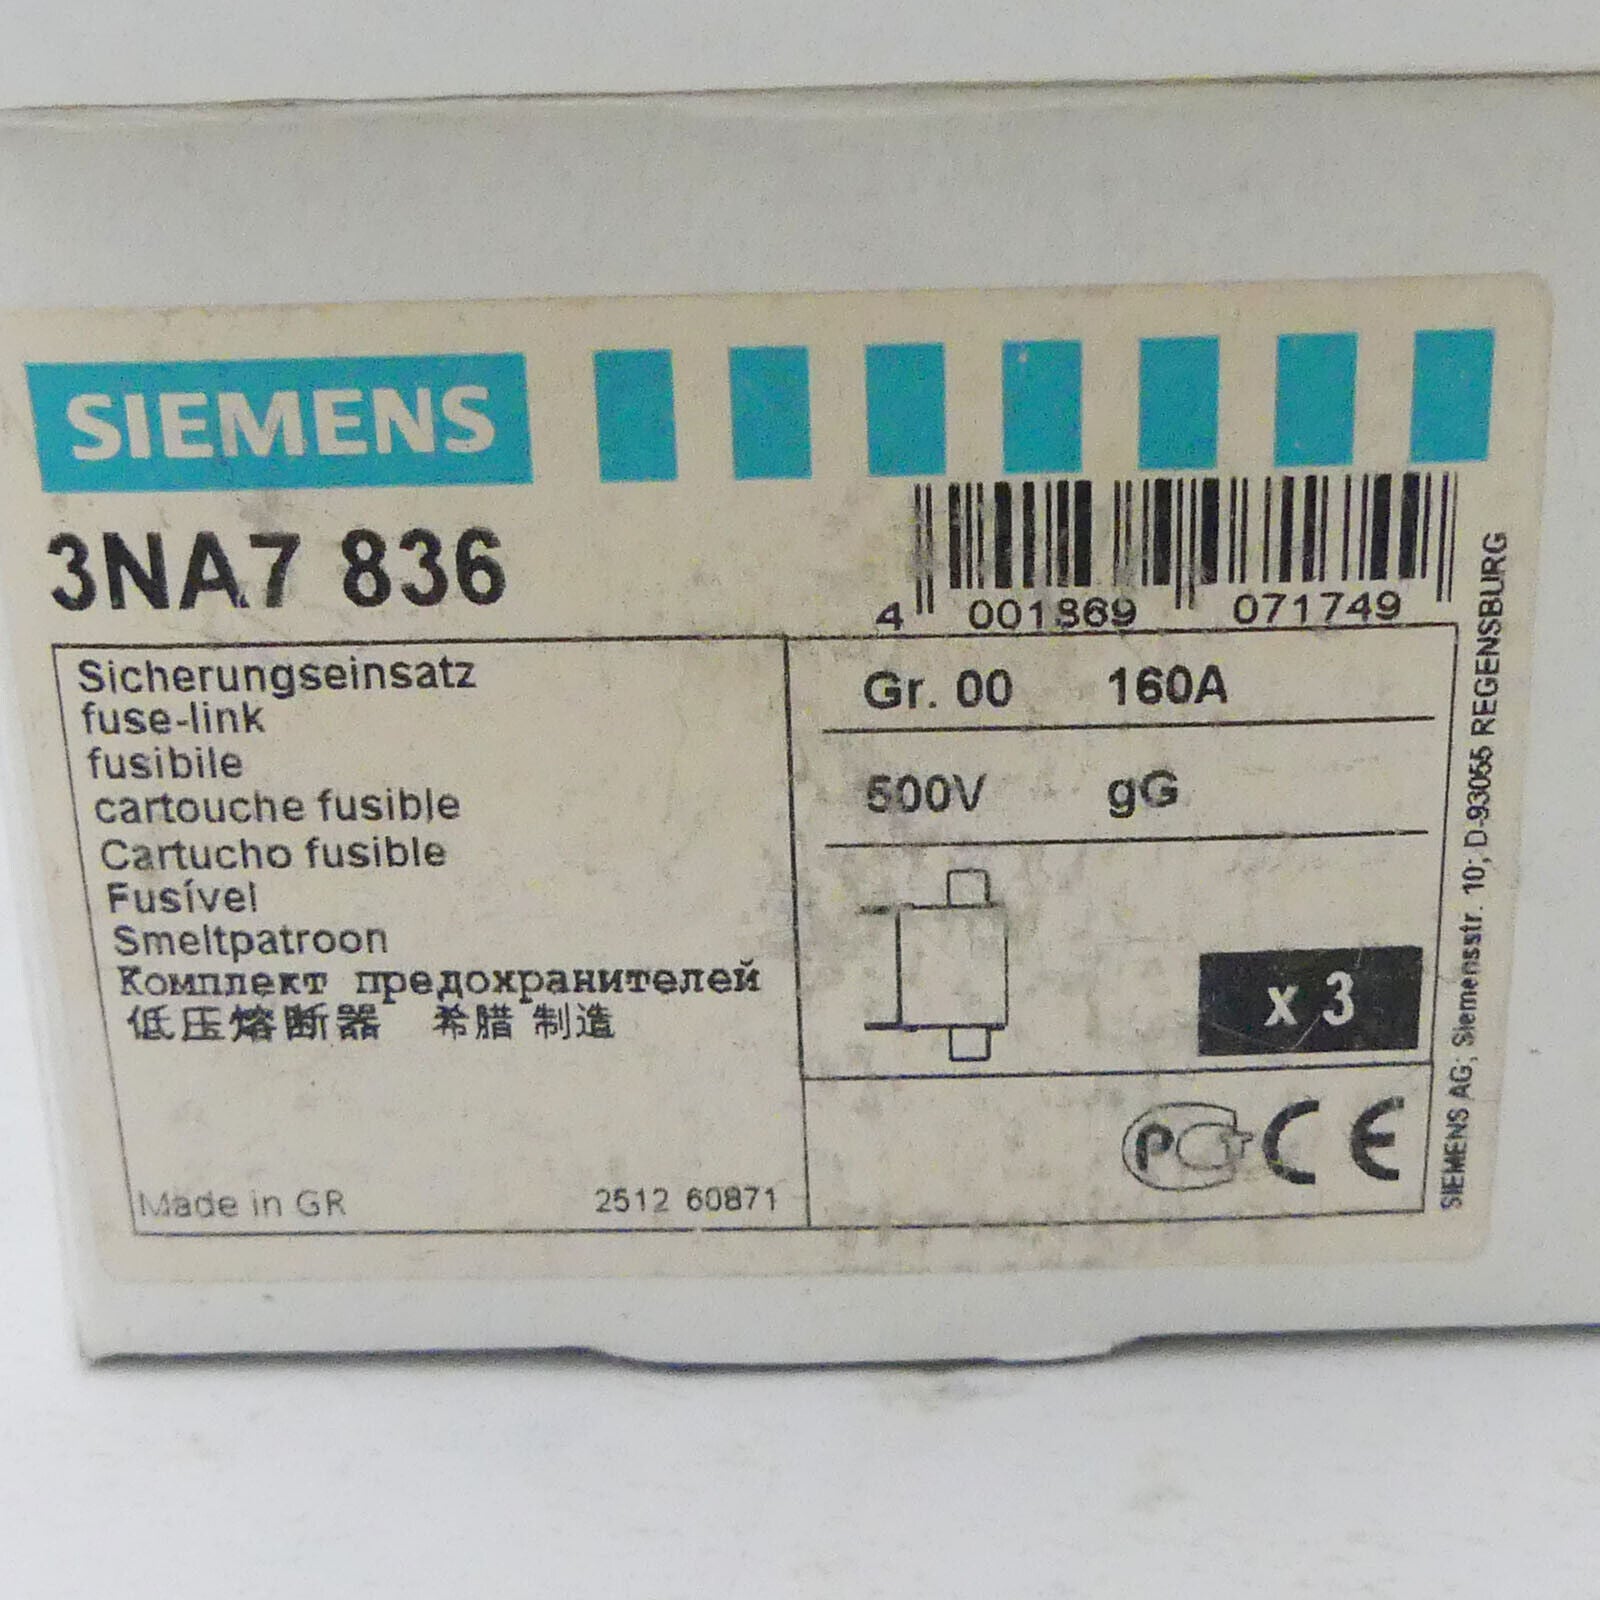 SIEMENS
3NA7 836
4 001869 071749
Sicherungseinsatz
fuse-link
fusibile
cartouche fusible
Cartucho fusible
Fusível
Smeltpatroon
Комплект предохранителей
低压熔断器 希腊 制造
Made in GR 2512 60871
Gr. 00 160A
500V gG
x 3
PCT CE
SIEMENS AG; Siemensstr. 10; D-93055 REGENSBURG